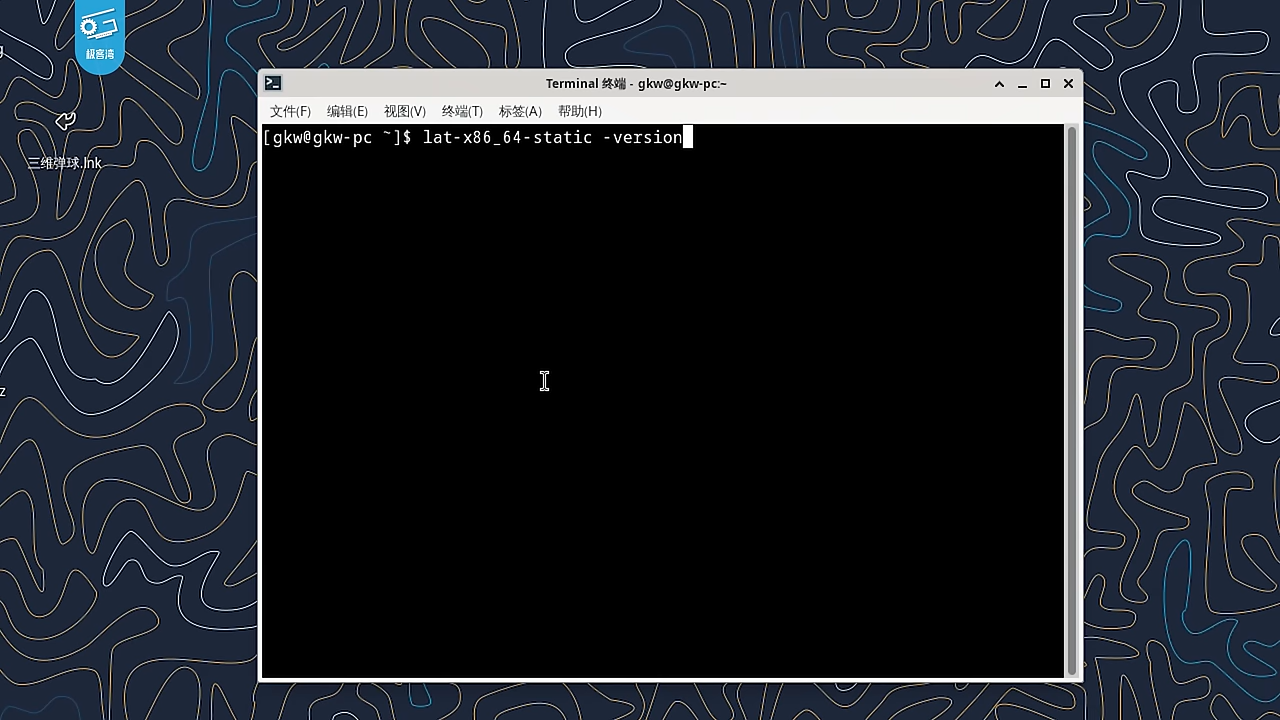 极客湾
Terminal 终端 - gkw@gkw-pc:~
文件(F) 编辑(E) 视图(V) 终端(T) 标签(A) 帮助(H)
[gkw@gkw-pc ~]$ lat-x86_64-static -version
三维弹球.lnk
z